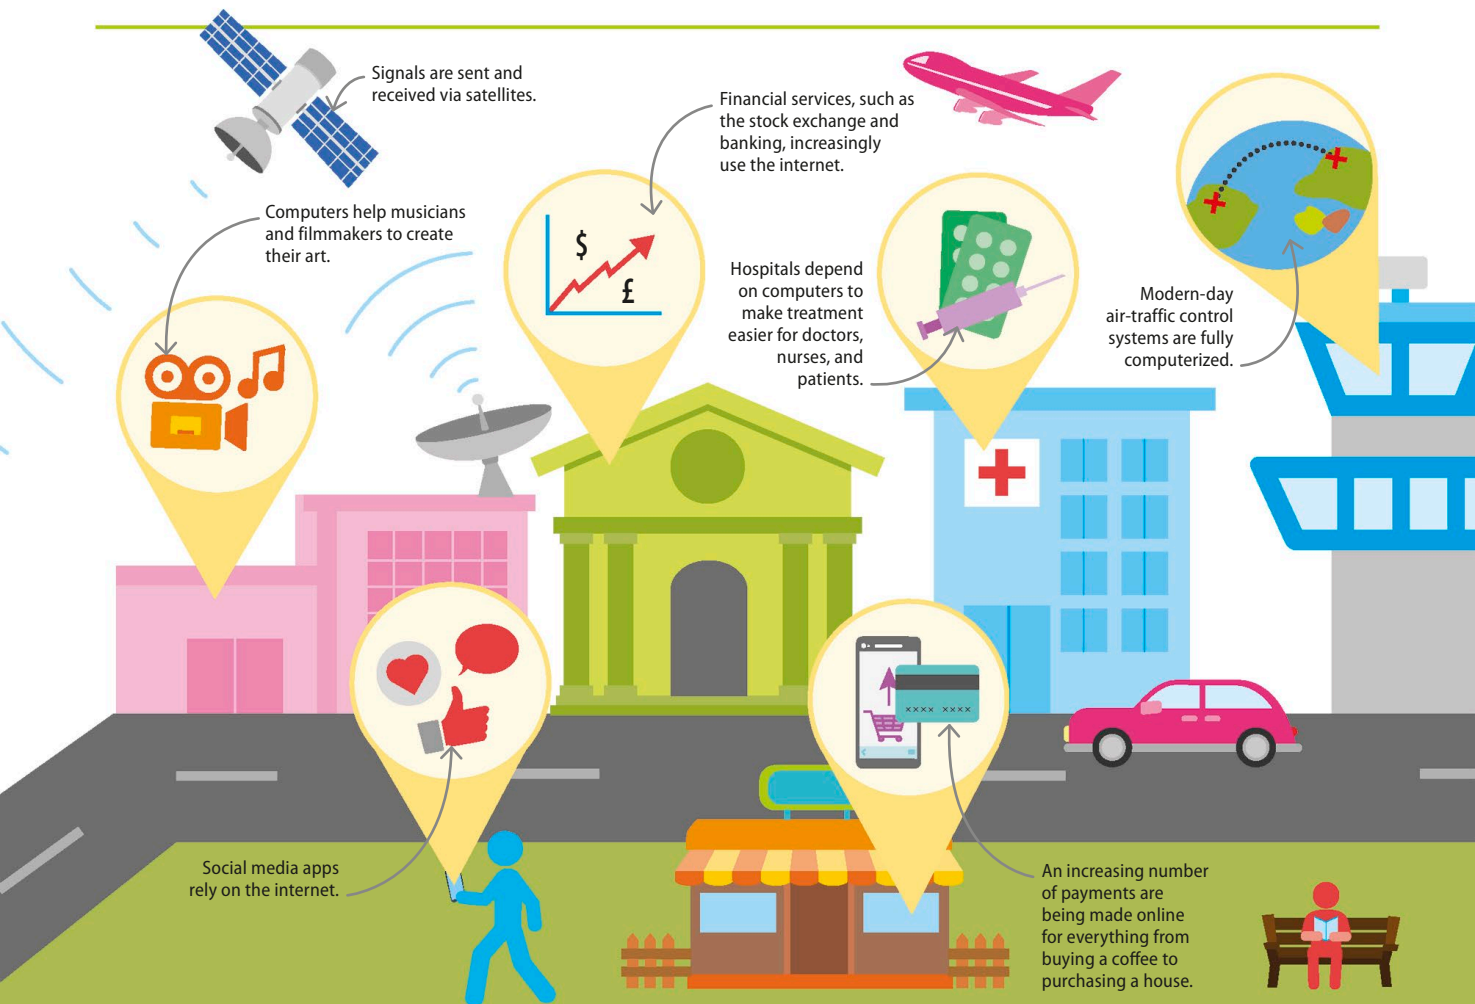 Signals are sent and
received via satellites.
Financial services, such as
the stock exchange and
banking, increasingly
use the internet.
Computers help musicians
and filmmakers to create
their art.
$
£
Hospitals depend
on computers to
make treatment
easier for doctors,
nurses, and
patients.
Modern-day
air-traffic control
systems are fully
computerized.
xxxx xxxx
Social media apps
rely on the internet.
An increasing number
of payments are
being made online
for everything from
buying a coffee to
purchasing a house.